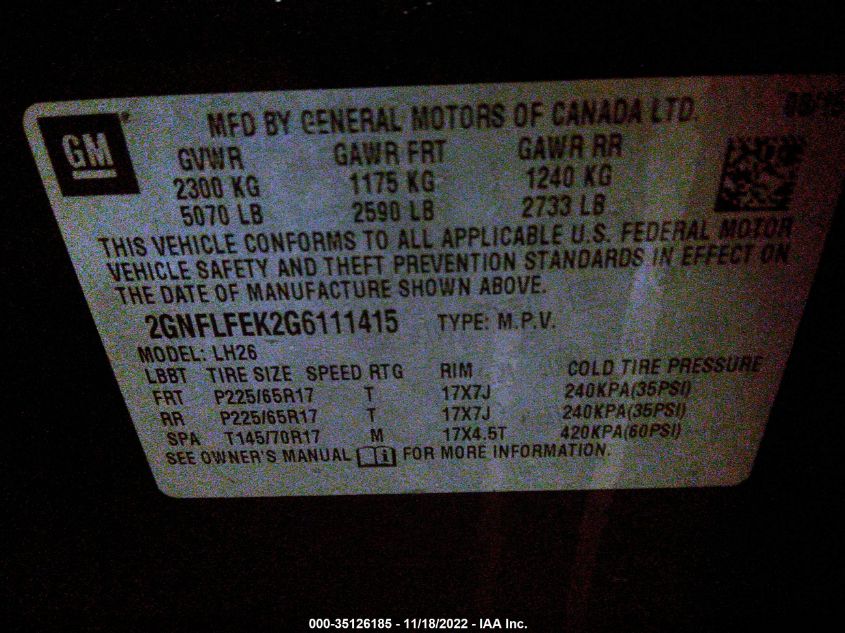 GM
MFD BY GENERAL MOTORS OF CANADA LTD. 08/15
GVWR GAWR FRT GAWR RR
2300 KG 1175 KG 1240 KG
5070 LB 2590 LB 2733 LB
THIS VEHICLE CONFORMS TO ALL APPLICABLE U.S. FEDERAL MOTOR
VEHICLE SAFETY AND THEFT PREVENTION STANDARDS IN EFFECT ON
THE DATE OF MANUFACTURE SHOWN ABOVE.
2GNFLFEK2G6111415 TYPE: M.P.V.
MODEL: LH26
LBBT TIRE SIZE SPEED RTG RIM COLD TIRE PRESSURE
FRT P225/65R17 T 17X7J 240KPA(35PSI)
RR P225/65R17 T 17X7J 240KPA(35PSI)
SPA T145/70R17 M 17X4.5T 420KPA(60PSI)
SEE OWNER'S MANUAL FOR MORE INFORMATION.
000-35126185 - 11/18/2022 - IAA Inc.